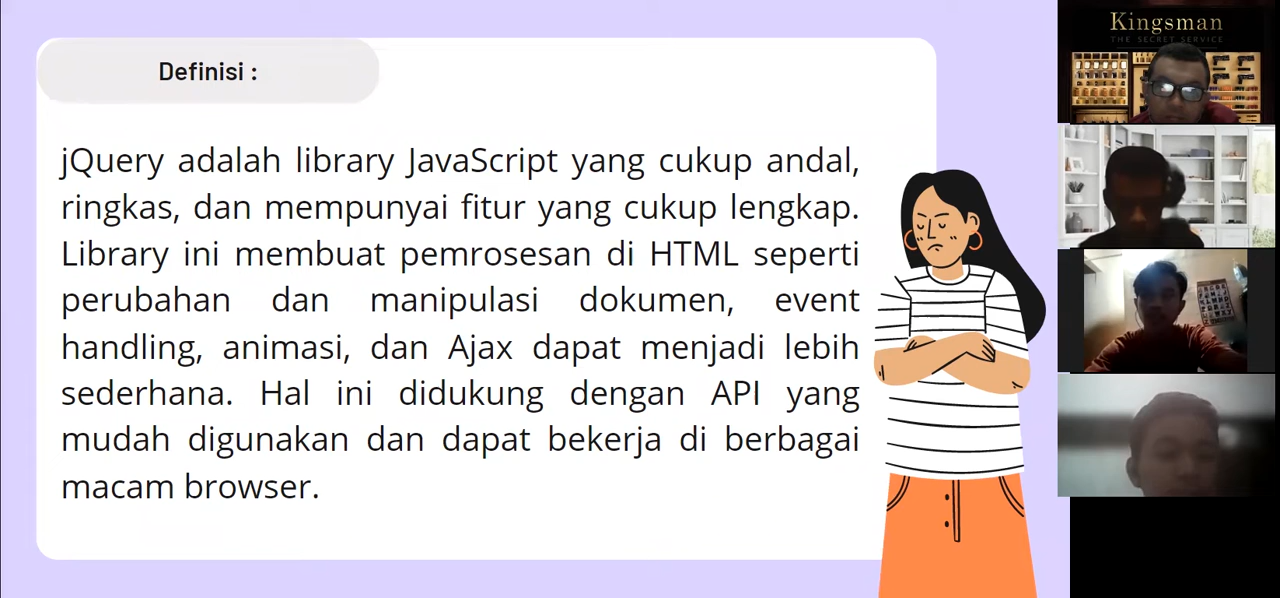 Definisi :
jQuery adalah library JavaScript yang cukup andal,
ringkas, dan mempunyai fitur yang cukup lengkap.
Library ini membuat pemrosesan di HTML seperti
perubahan dan manipulasi dokumen, event
handling, animasi, dan Ajax dapat menjadi lebih
sederhana. Hal ini didukung dengan API yang
mudah digunakan dan dapat bekerja di berbagai
macam browser.
Kingsman
THE SECRET SERVICE